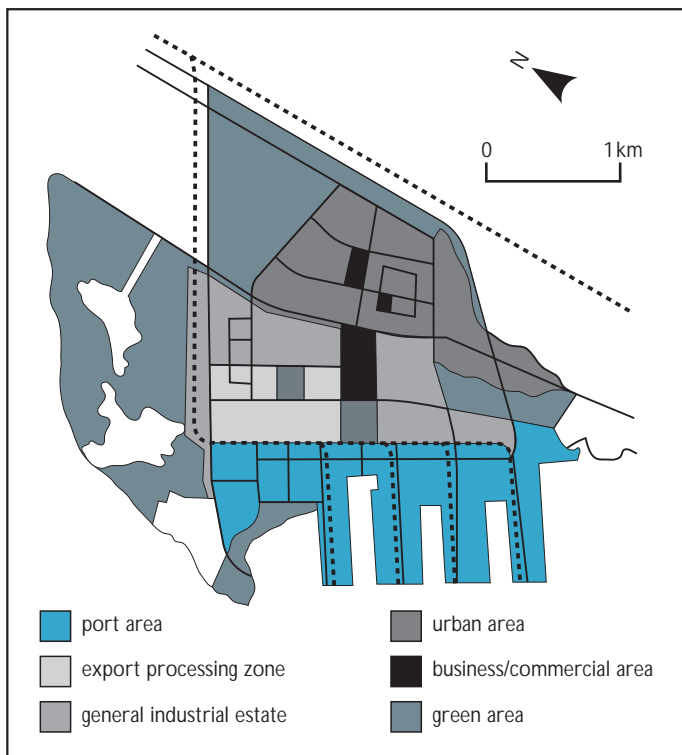 N
0 1km
port area
urban area
export processing zone
business/commercial area
general industrial estate
green area